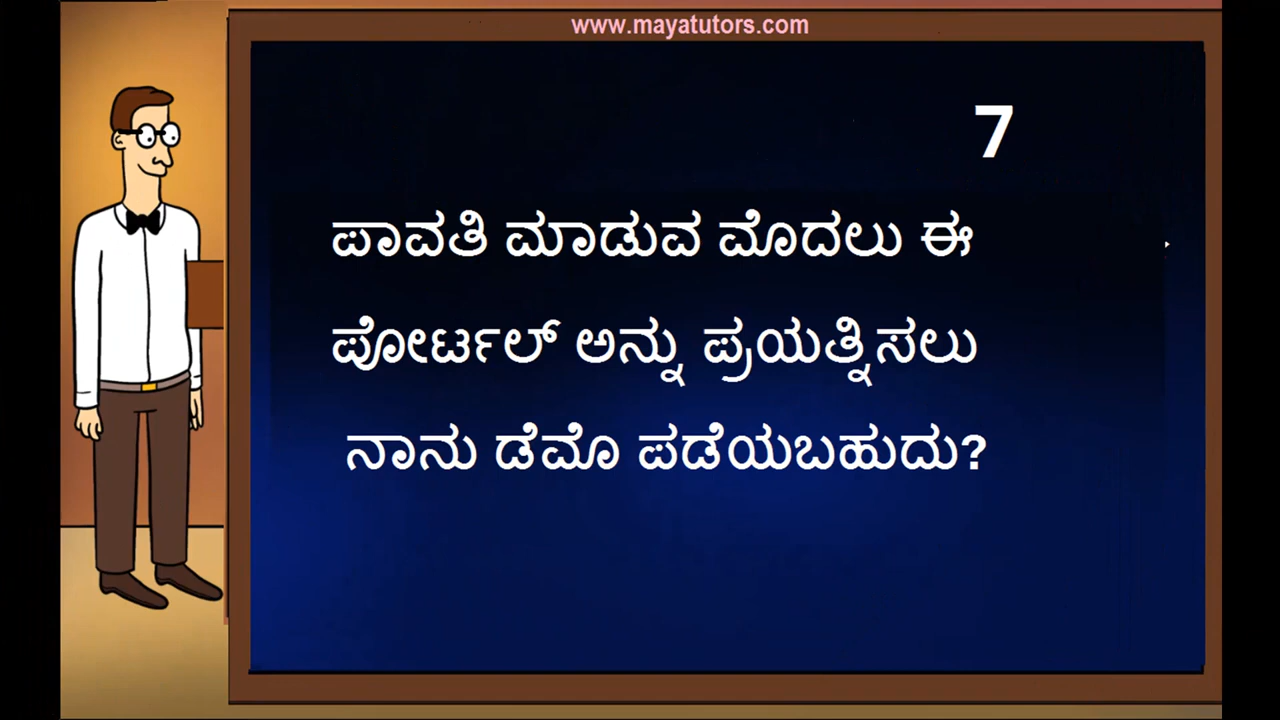 www.mayatutors.com
7
ಪಾವತಿ ಮಾಡುವ ಮೊದಲು ಈ
ಪೋರ್ಟಲ್ ಅನ್ನು ಪ್ರಯತ್ನಿಸಲು
ನಾನು ಡೆಮೊ ಪಡೆಯಬಹುದು?